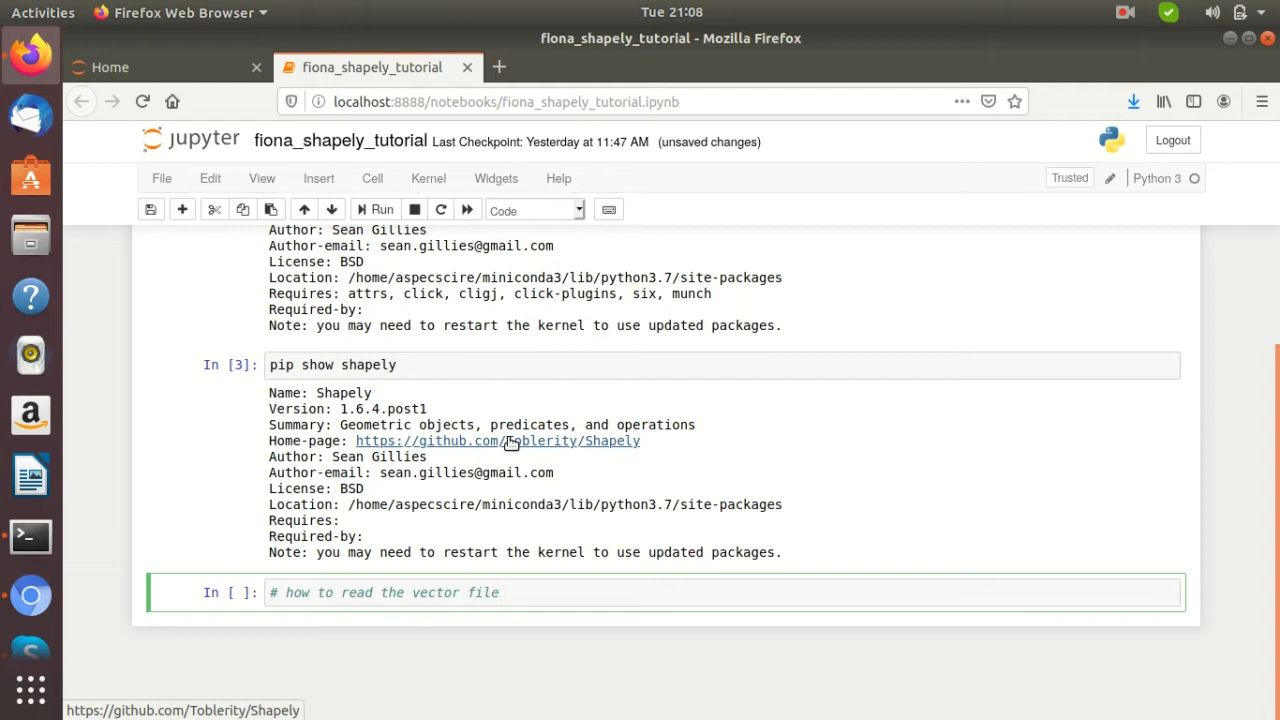 Activities
Firefox Web Browser
Tue 21:08
fiona_shapely_tutorial - Mozilla Firefox
Home
fiona_shapely_tutorial
localhost:8888/notebooks/fiona_shapely_tutorial.ipynb
jupyter
fiona_shapely_tutorial Last Checkpoint: Yesterday at 11:47 AM (unsaved changes)
Logout
File Edit View Insert Cell Kernel Widgets Help
Trusted
Python 3
Run
Code
Author: Sean Gillies
Author-email: sean.gillies@gmail.com
License: BSD
Location: /home/aspecscire/miniconda3/lib/python3.7/site-packages
Requires: attrs, click, cligj, click-plugins, six, munch
Required-by:
Note: you may need to restart the kernel to use updated packages.
In [3]: pip show shapely
Name: Shapely
Version: 1.6.4.post1
Summary: Geometric objects, predicates, and operations
Home-page: https://github.com/Toblerity/Shapely
Author: Sean Gillies
Author-email: sean.gillies@gmail.com
License: BSD
Location: /home/aspecscire/miniconda3/lib/python3.7/site-packages
Requires:
Required-by:
Note: you may need to restart the kernel to use updated packages.
In [ ]: # how to read the vector file
https://github.com/Toblerity/Shapely